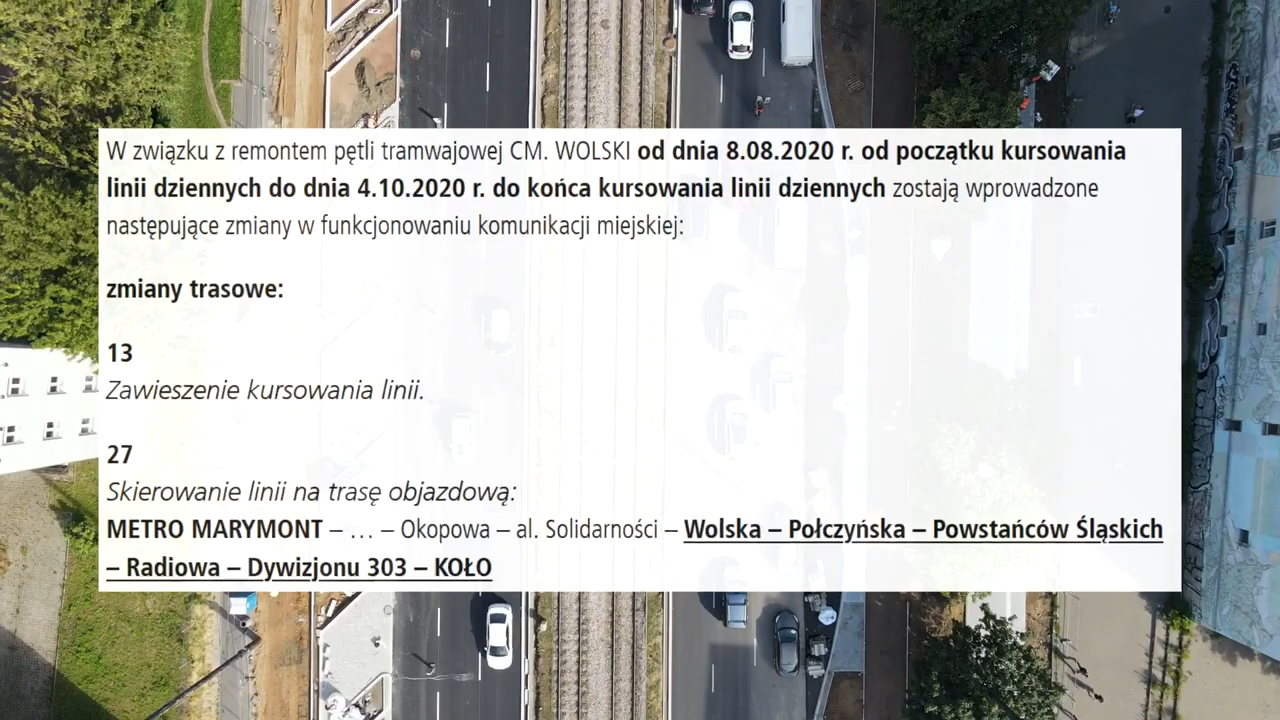 W związku z remontem pętli tramwajowej CM. WOLSKI od dnia 8.08.2020 r. od początku kursowania
linii dziennych do dnia 4.10.2020 r. do końca kursowania linii dziennych zostają wprowadzone
następujące zmiany w funkcjonowaniu komunikacji miejskiej:
zmiany trasowe:
13
Zawieszenie kursowania linii.
27
Skierowanie linii na trasę objazdową:
METRO MARYMONT – … – Okopowa – al. Solidarności – Wolska – Połczyńska – Powstańców Śląskich
– Radiowa – Dywizjonu 303 – KOŁO